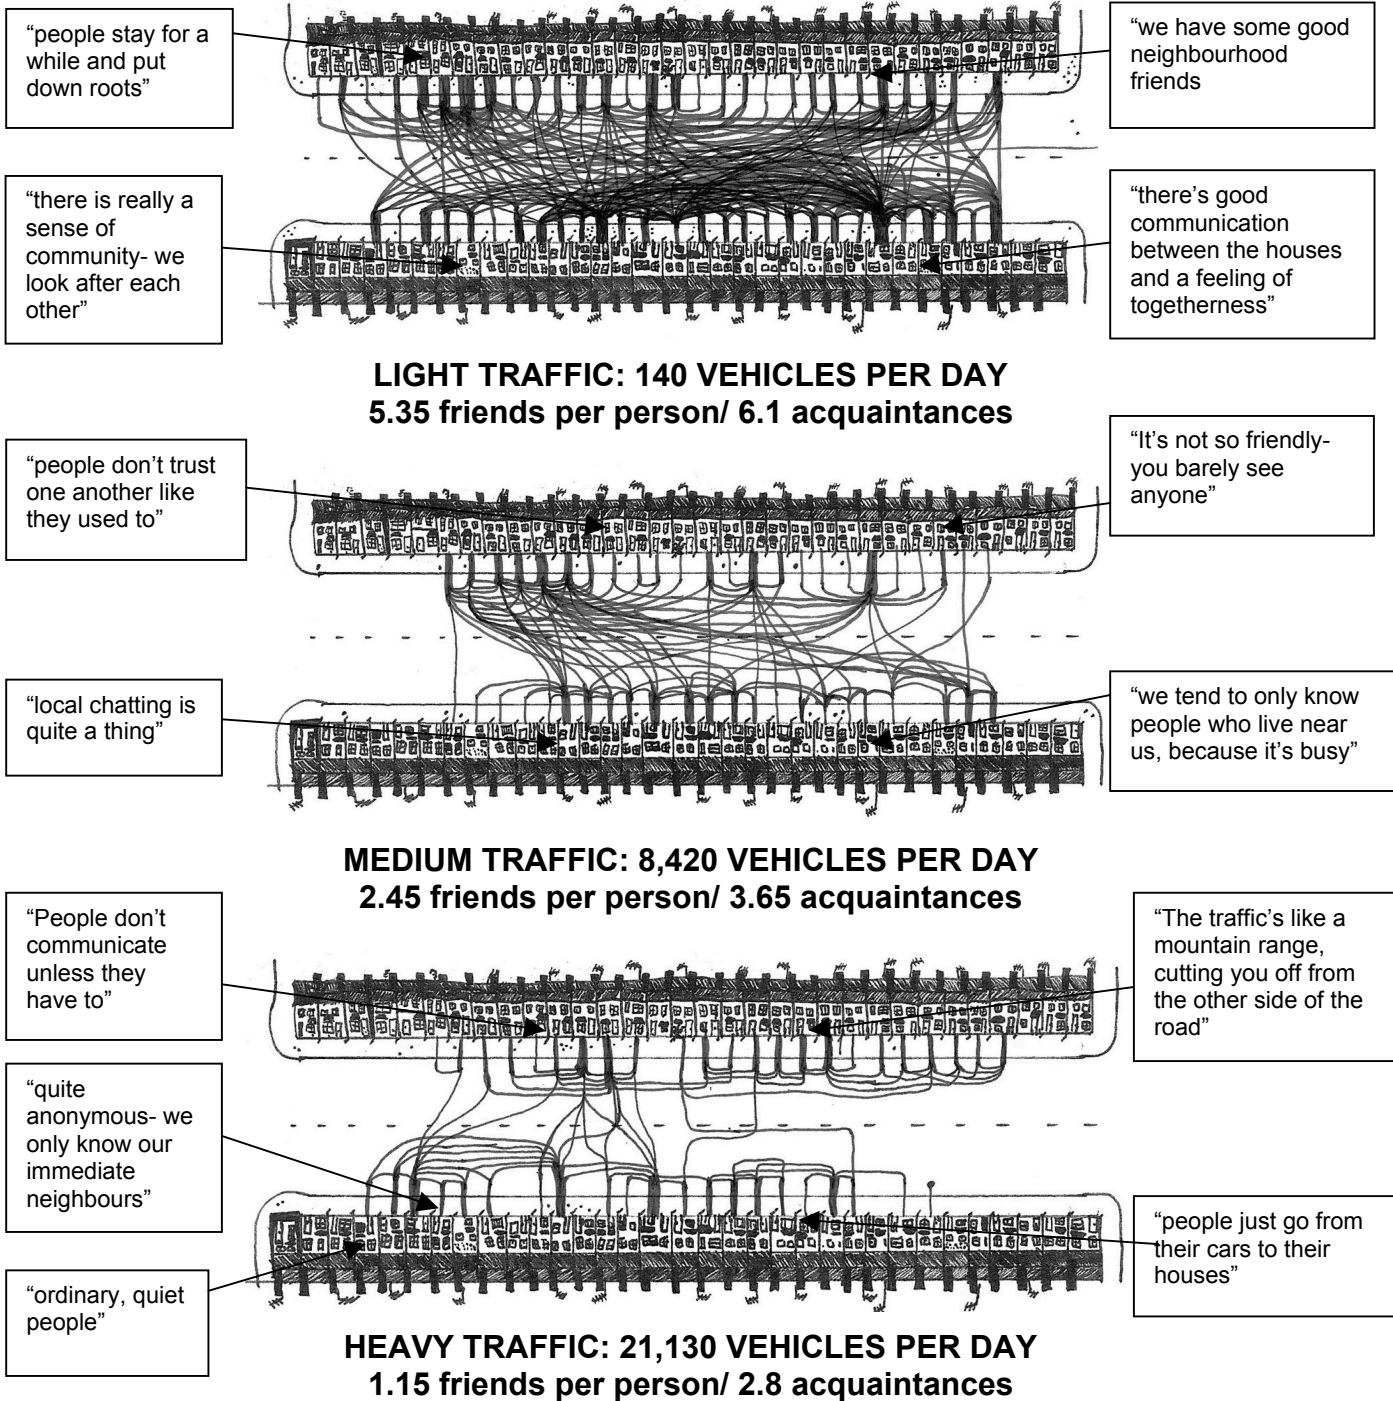 “people stay for a
while and put
down roots”
“we have some good
neighbourhood
friends
“there is really a
sense of
community- we
look after each
other”
“there’s good
communication
between the houses
and a feeling of
togetherness”
LIGHT TRAFFIC: 140 VEHICLES PER DAY
5.35 friends per person/ 6.1 acquaintances
“people don’t trust
one another like
they used to”
“It’s not so friendly-
you barely see
anyone”
“local chatting is
quite a thing”
“we tend to only know
people who live near
us, because it’s busy”
MEDIUM TRAFFIC: 8,420 VEHICLES PER DAY
2.45 friends per person/ 3.65 acquaintances
“People don’t
communicate
unless they
have to”
“The traffic’s like a
mountain range,
cutting you off from
the other side of the
road”
“quite
anonymous- we
only know our
immediate
neighbours”
“ordinary, quiet
people”
“people just go from
their cars to their
houses”
HEAVY TRAFFIC: 21,130 VEHICLES PER DAY
1.15 friends per person/ 2.8 acquaintances